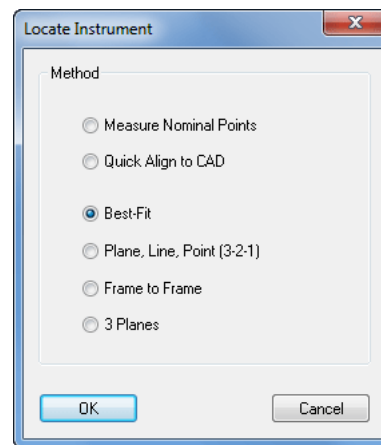 Locate Instrument
Method
Measure Nominal Points
Quick Align to CAD
Best-Fit
Plane, Line, Point (3-2-1)
Frame to Frame
3 Planes
OK
Cancel